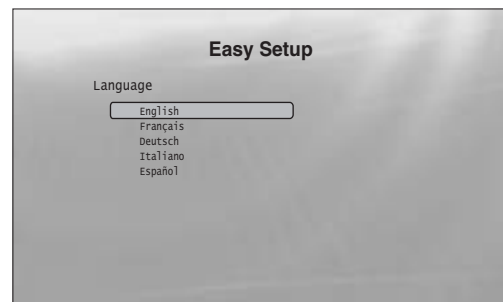 Easy Setup
Language
English
Français
Deutsch
Italiano
Español